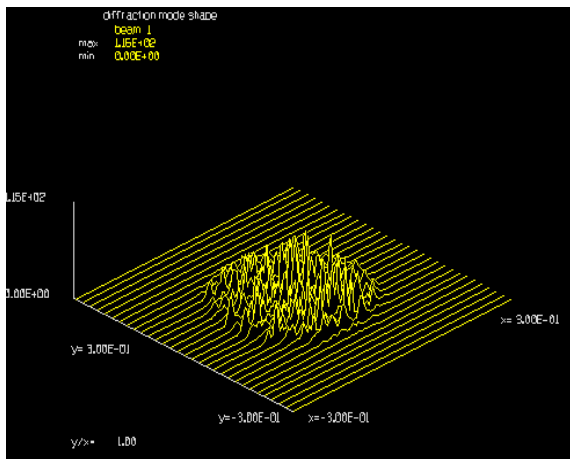 diffraction mode shape
beam 1
max 1.15E+02
min 0.00E+00
1.15E+02
0.00E+00
x= 3.00E-01
y= 3.00E-01
y=-3.00E-01 x=-3.00E-01
y/x= 1.00